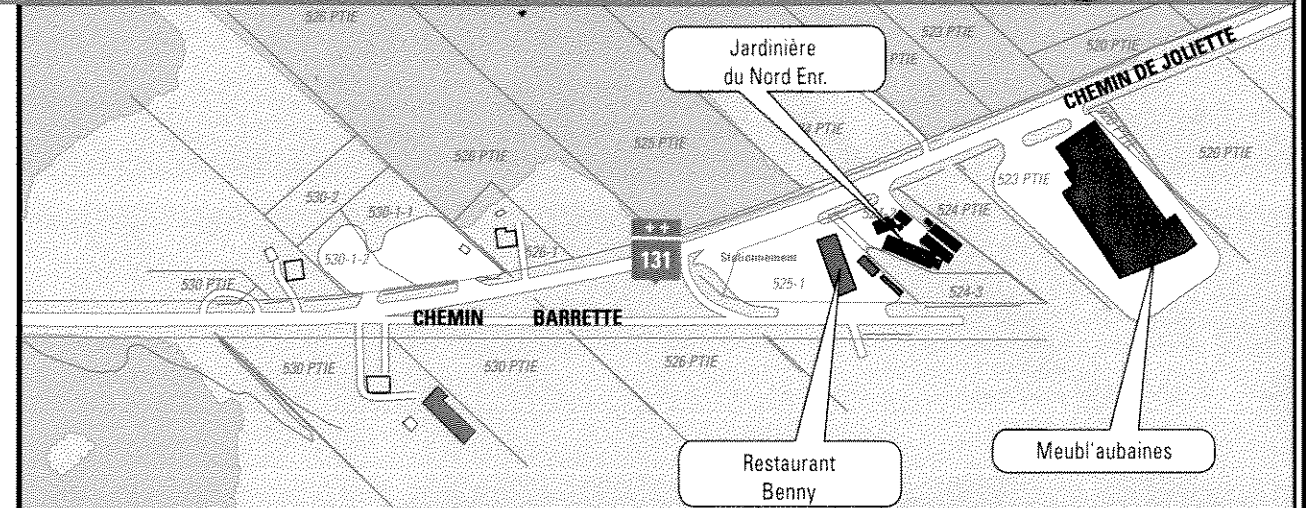 526 PTIE
Jardinière
du Nord Enr.
523 PTIE
520 PTIE
CHEMIN DE JOLIETTE
520 PTIE
523 PTIE
524 PTIE
525 PTIE
530-2
530-1-1
530-1-2
526-1
131
Stationnement
525-1
524-3
530 PTIE
CHEMIN BARRETTE
530 PTIE
530 PTIE
526 PTIE
Restaurant
Benny
Meubl'aubaines